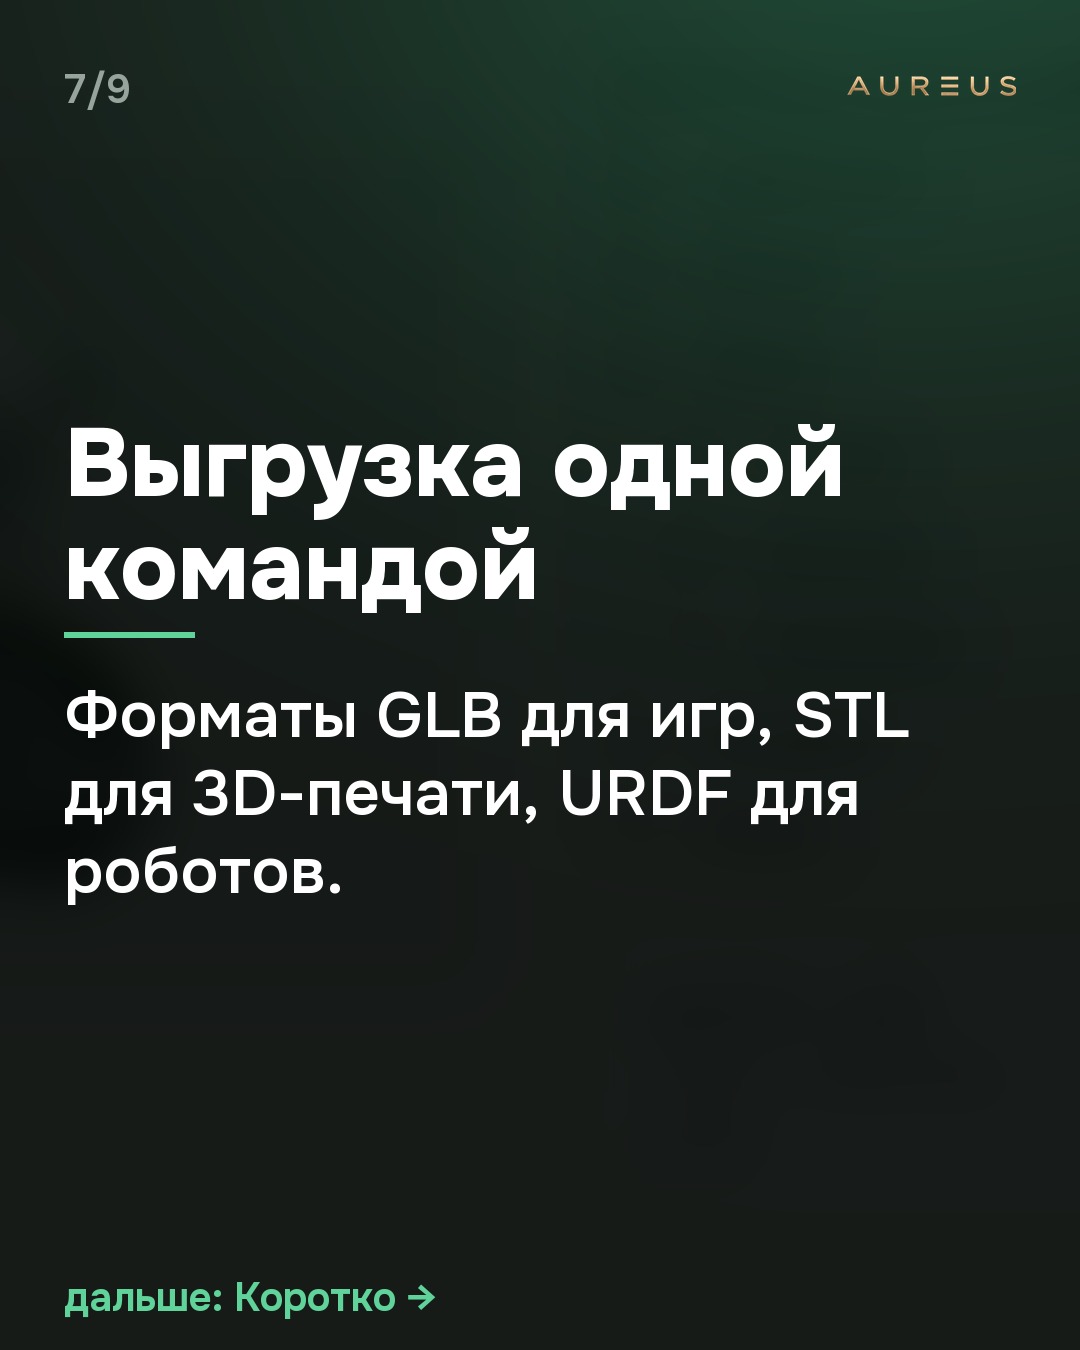 7/9
AUREUS
Выгрузка одной
командой
Форматы GLB для игр, STL
для 3D-печати, URDF для
роботов.
дальше: Коротко →